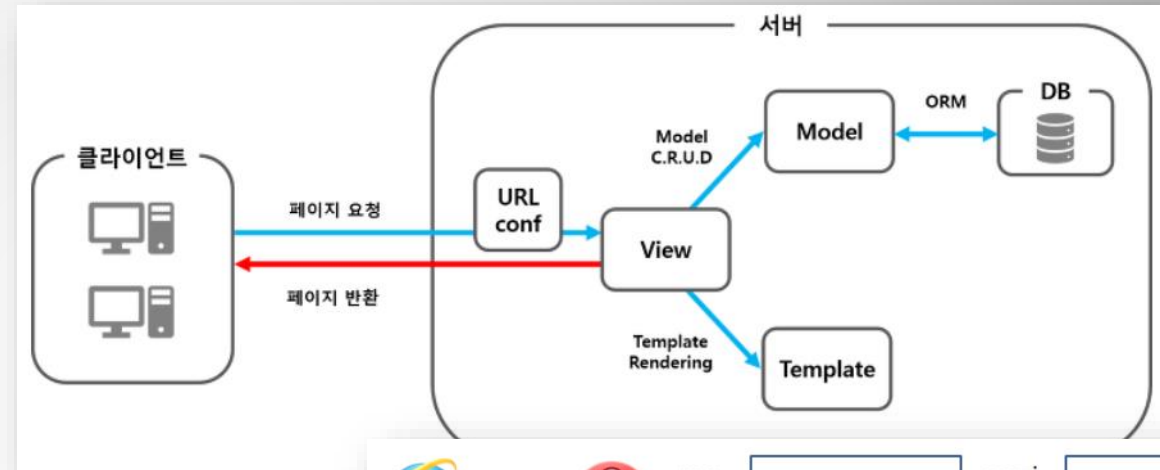 서버
클라이언트
페이지 요청
페이지 반환
URL
conf
View
Model
C.R.U.D
Model
ORM
DB
Template
Rendering
Template